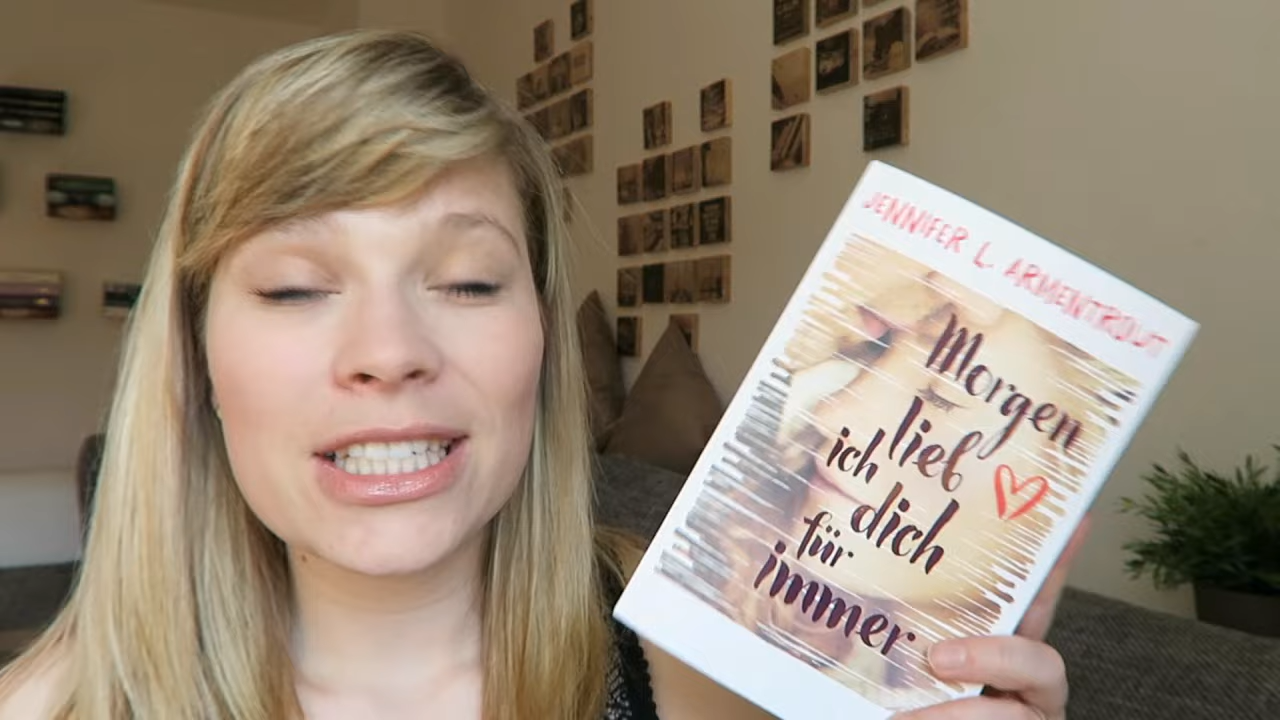 JENNIFER L. ARMENTROUT
Morgen
lieb
ich
dich
für
immer